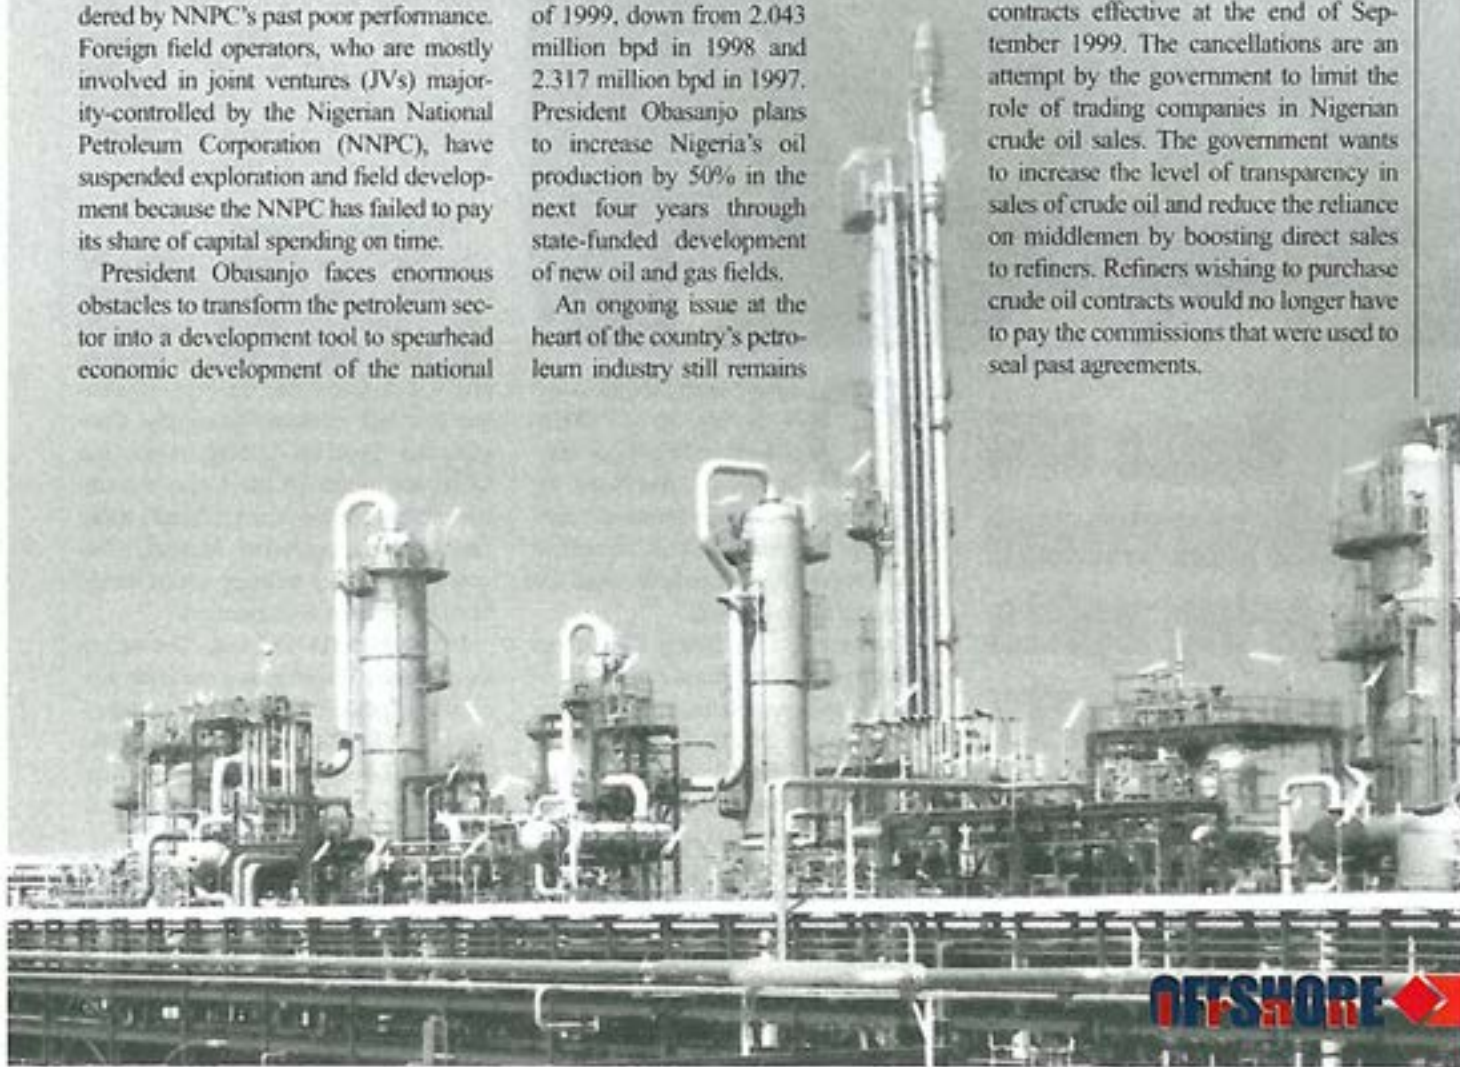 dered by NNPC's past poor performance.
Foreign field operators, who are mostly
involved in joint ventures (JVs) major-
ity-controlled by the Nigerian National
Petroleum Corporation (NNPC), have
suspended exploration and field develop-
ment because the NNPC has failed to pay
its share of capital spending on time.
President Obasanjo faces enormous
obstacles to transform the petroleum sec-
tor into a development tool to spearhead
economic development of the national
of 1999, down from 2.043
million bpd in 1998 and
2.317 million bpd in 1997.
President Obasanjo plans
to increase Nigeria's oil
production by 50% in the
next four years through
state-funded development
of new oil and gas fields.
An ongoing issue at the
heart of the country's petro-
leum industry still remains
contracts effective at the end of Sep-
tember 1999. The cancellations are an
attempt by the government to limit the
role of trading companies in Nigerian
crude oil sales. The government wants
to increase the level of transparency in
sales of crude oil and reduce the reliance
on middlemen by boosting direct sales
to refiners. Refiners wishing to purchase
crude oil contracts would no longer have
to pay the commissions that were used to
seal past agreements.
OFFSHORE